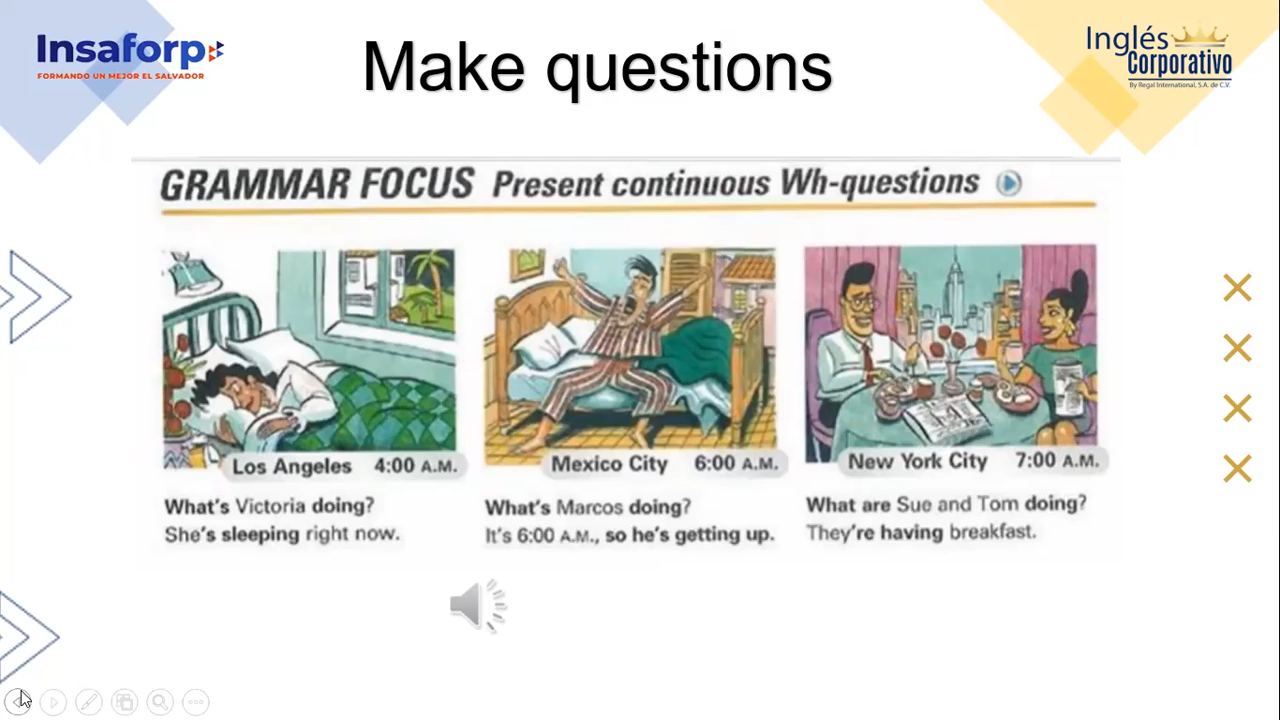 Insaforp
FORMANDO UN MEJOR EL SALVADOR
Make questions
Inglés
Corporativo
By Regal International, S.A. de C.V.
GRAMMAR FOCUS Present continuous Wh-questions
Los Angeles 4:00 A.M.
What's Victoria doing?
She's sleeping right now.
Mexico City 6:00 A.M.
What's Marcos doing?
It's 6:00 A.M., so he's getting up.
New York City 7:00 A.M.
What are Sue and Tom doing?
They're having breakfast.